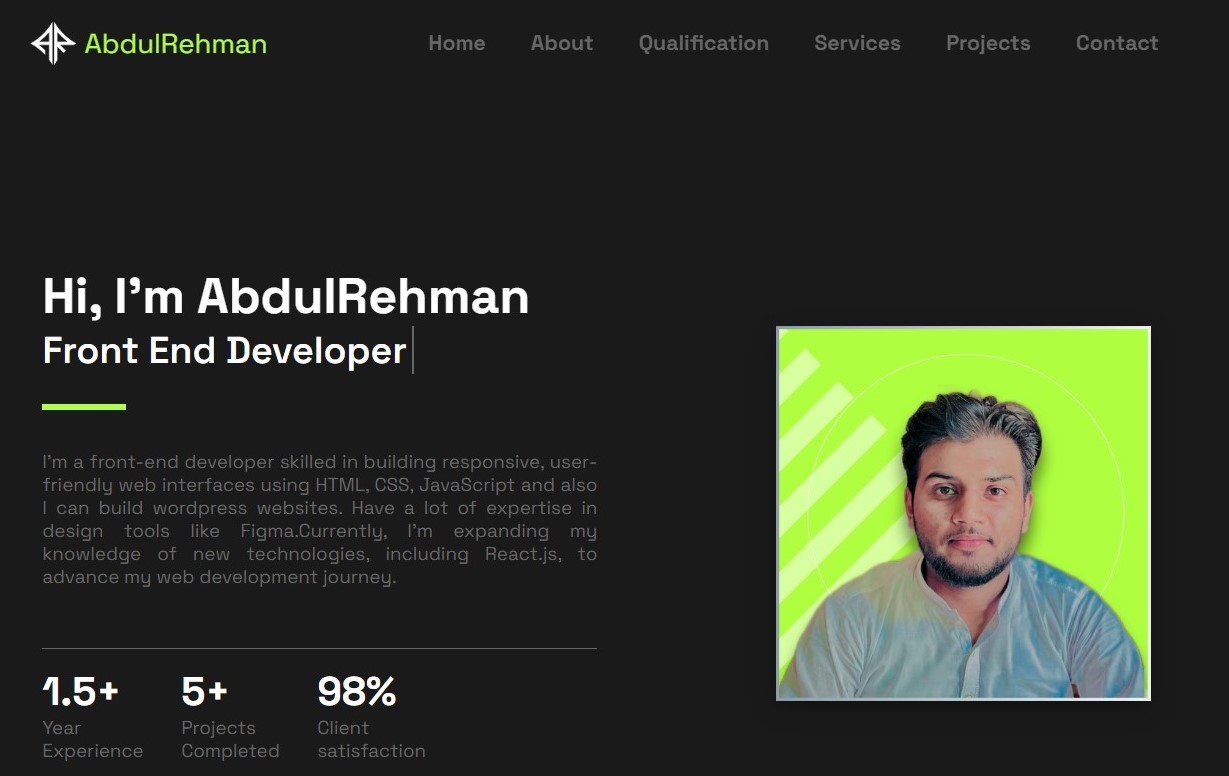 AbdulRehman
Home About Qualification Services Projects Contact
Hi, I'm AbdulRehman
Front End Developer
I'm a front-end developer skilled in building responsive, user-
friendly web interfaces using HTML, CSS, JavaScript and also
I can build wordpress websites. Have a lot of expertise in
design tools like Figma.Currently, I'm expanding my
knowledge of new technologies, including React.js, to
advance my web development journey.
1.5+ 5+ 98%
Year Projects Client
Experience Completed satisfaction